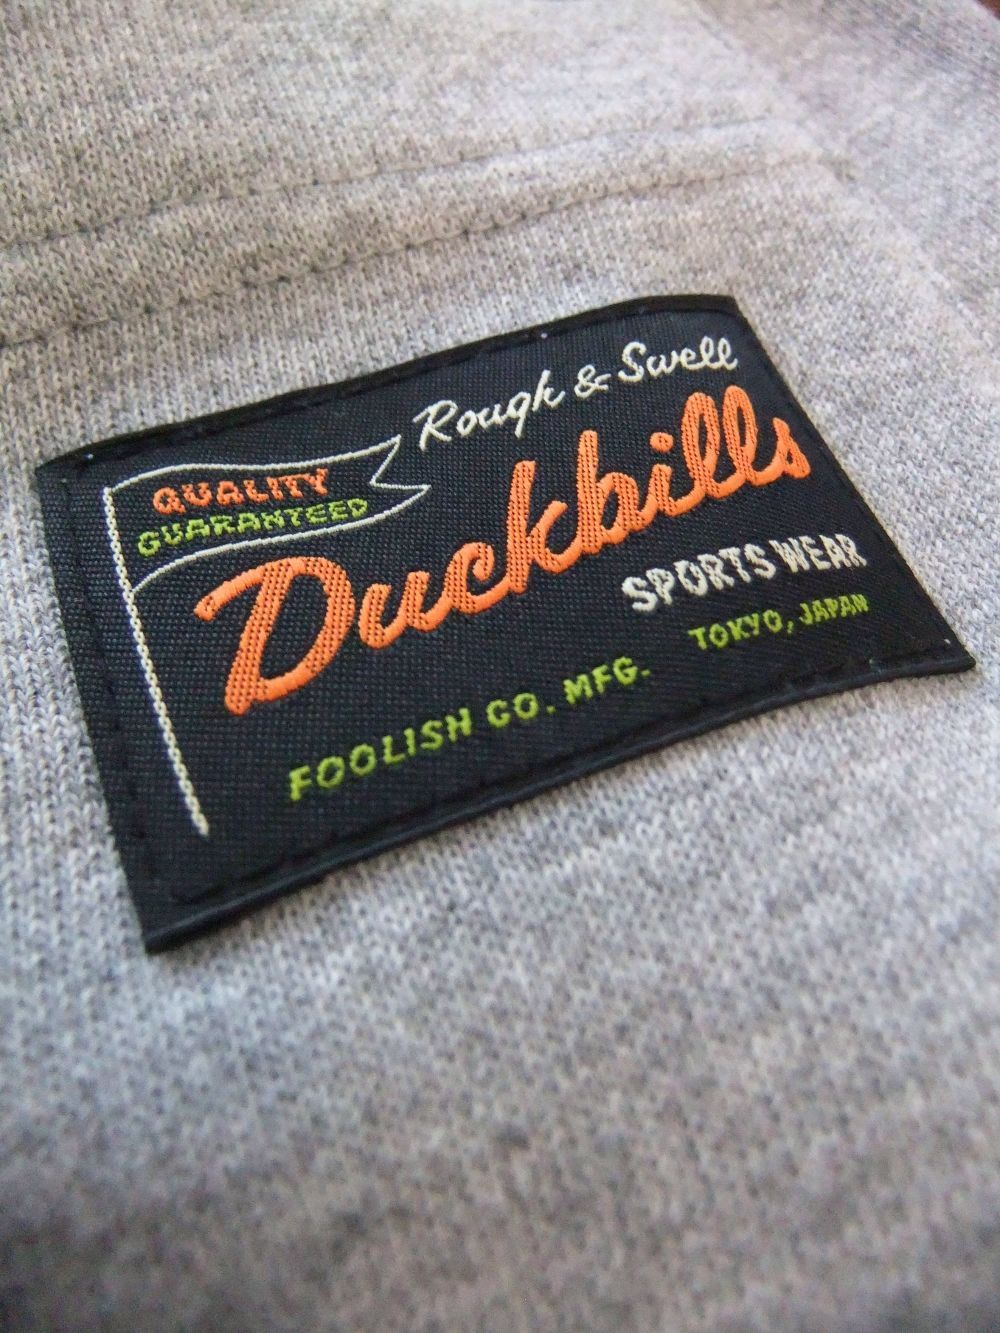 Rough & Swell
QUALITY
GUARANTEED
Duckbills
SPORTS WEAR
TOKYO, JAPAN
FOOLISH CO. MFG.